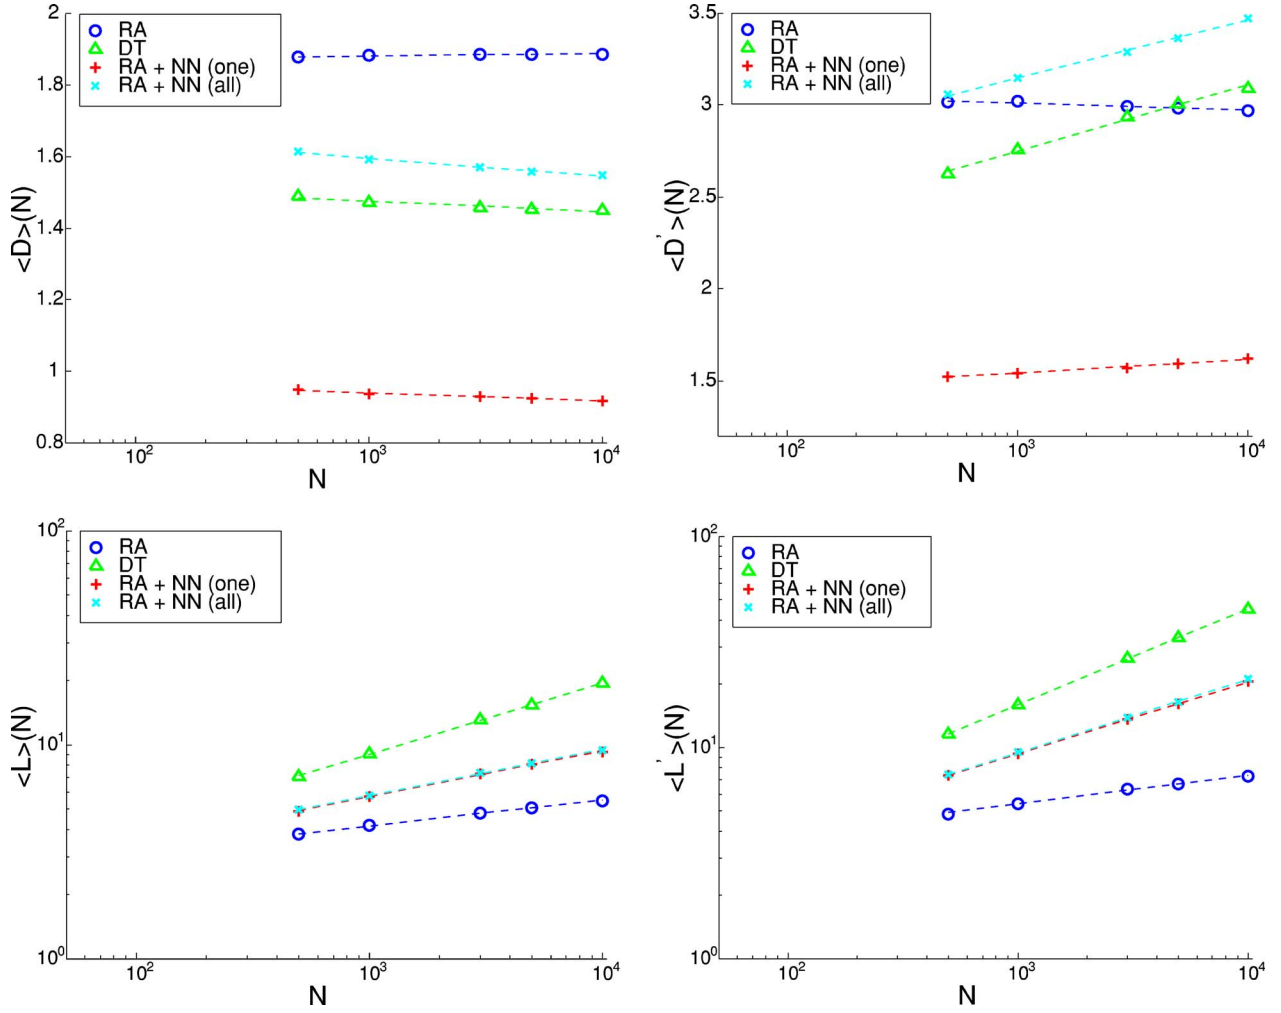 2
1.8
1.6
1.4
1.2
1
0.8
<D>(N)
RA
DT
RA + NN (one)
RA + NN (all)
10^2
10^3
10^4
N
3.5
3
2.5
2
1.5
<D'>(N)
RA
DT
RA + NN (one)
RA + NN (all)
10^2
10^3
10^4
N
10^2
10^1
10^0
<L>(N)
RA
DT
RA + NN (one)
RA + NN (all)
10^2
10^3
10^4
N
10^2
10^1
10^0
<L'>(N)
RA
DT
RA + NN (one)
RA + NN (all)
10^2
10^3
10^4
N